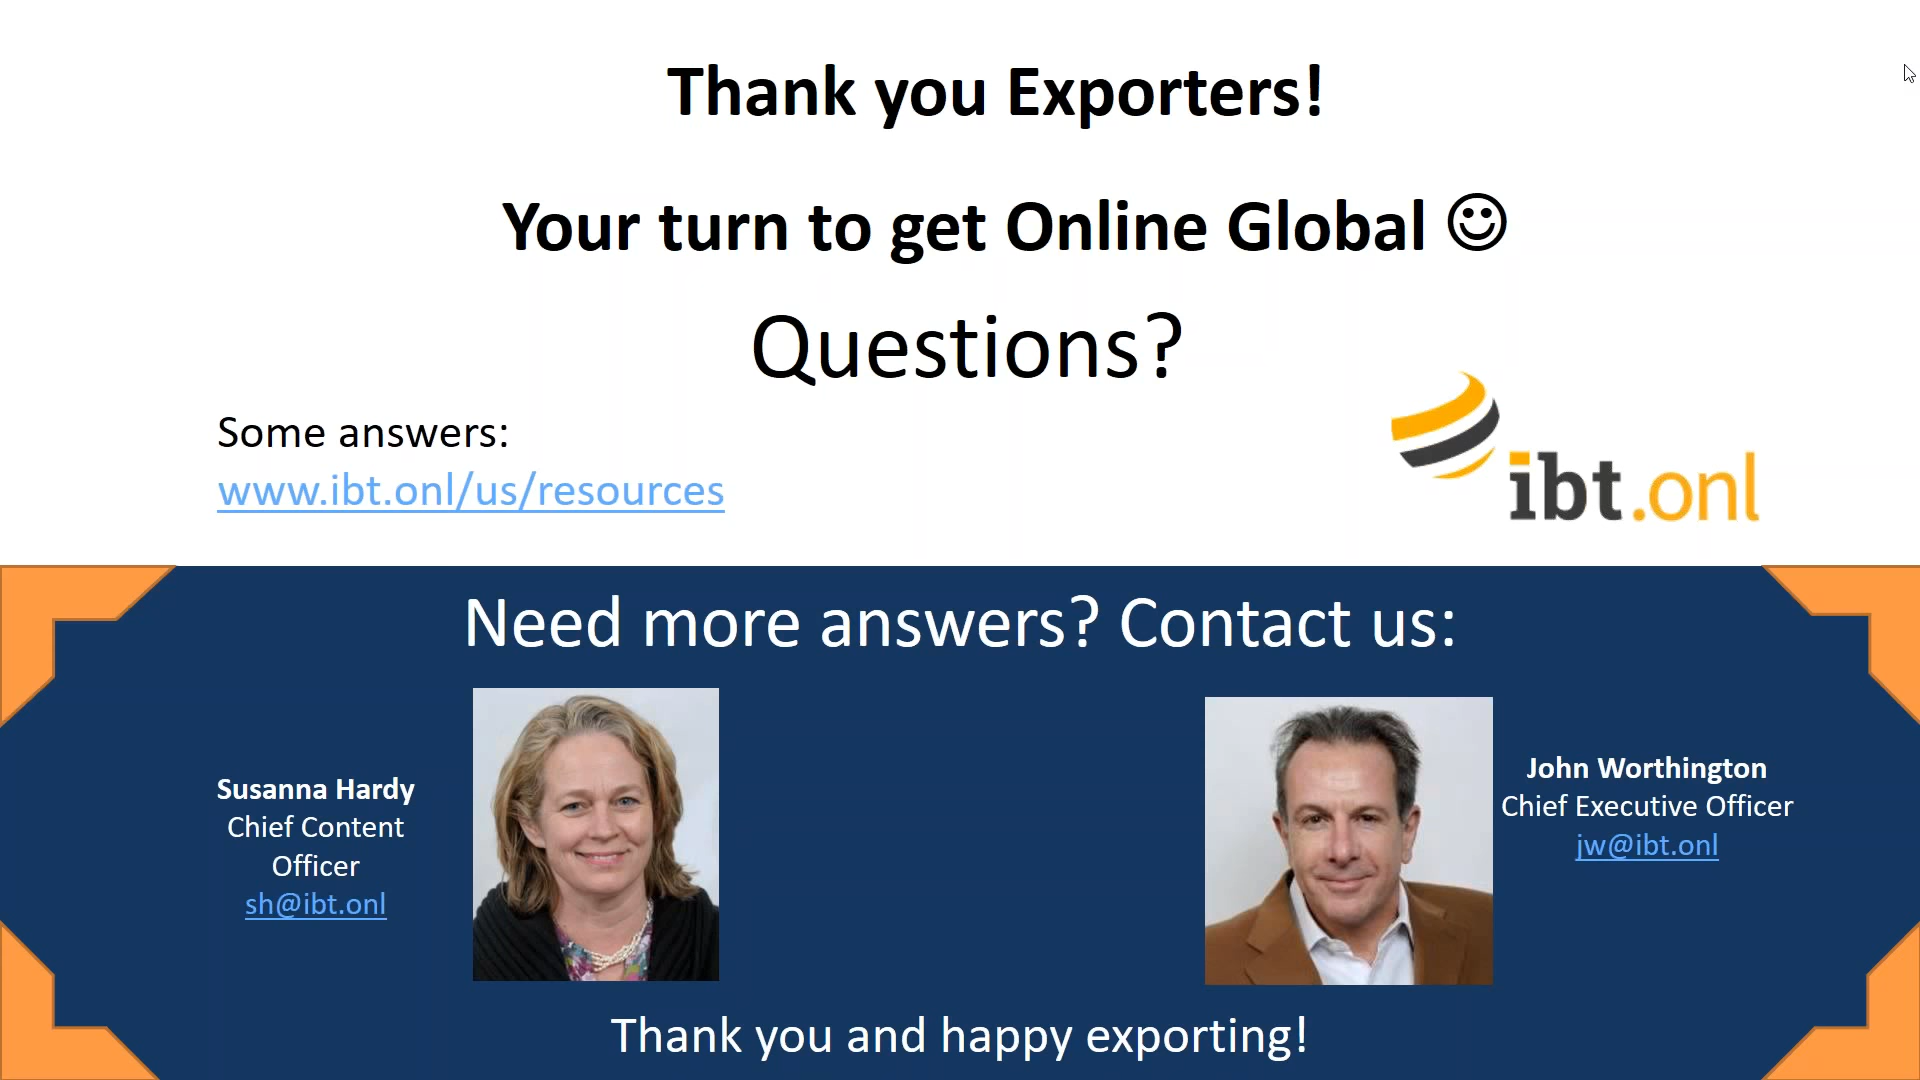 Thank you Exporters!
Your turn to get Online Global ☺
Questions?
Some answers:
www.ibt.onl/us/resources
ibt.onl
Need more answers? Contact us:
Susanna Hardy
Chief Content
Officer
sh@ibt.onl
John Worthington
Chief Executive Officer
jw@ibt.onl
Thank you and happy exporting!